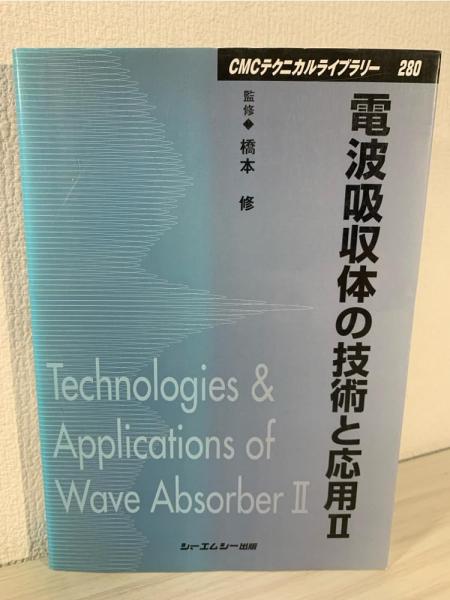 CMCテクニカルライブラリー 280
電波吸収体の技術と応用Ⅱ
監修◆橋本 修
Technologies &
Applications of
Wave Absorber Ⅱ
シーエムシー出版